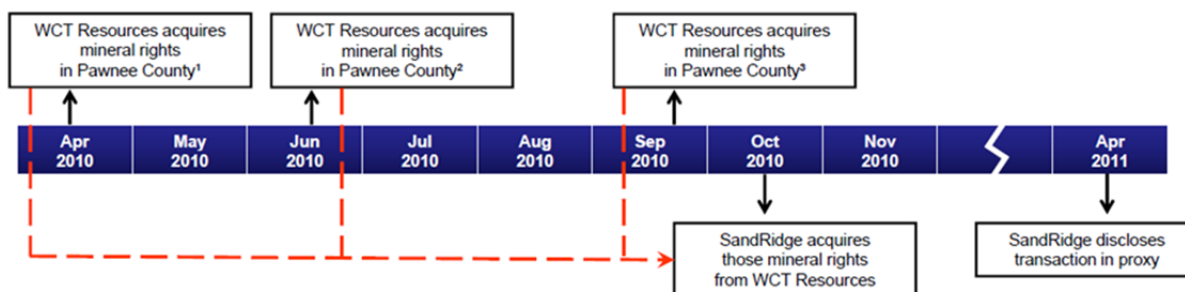 WCT Resources acquires
mineral rights
in Pawnee County¹
WCT Resources acquires
mineral rights
in Pawnee County²
WCT Resources acquires
mineral rights
in Pawnee County³
Apr
2010
May
2010
Jun
2010
Jul
2010
Aug
2010
Sep
2010
Oct
2010
Nov
2010
Apr
2011
SandRidge acquires
those mineral rights
from WCT Resources
SandRidge discloses
transaction in proxy